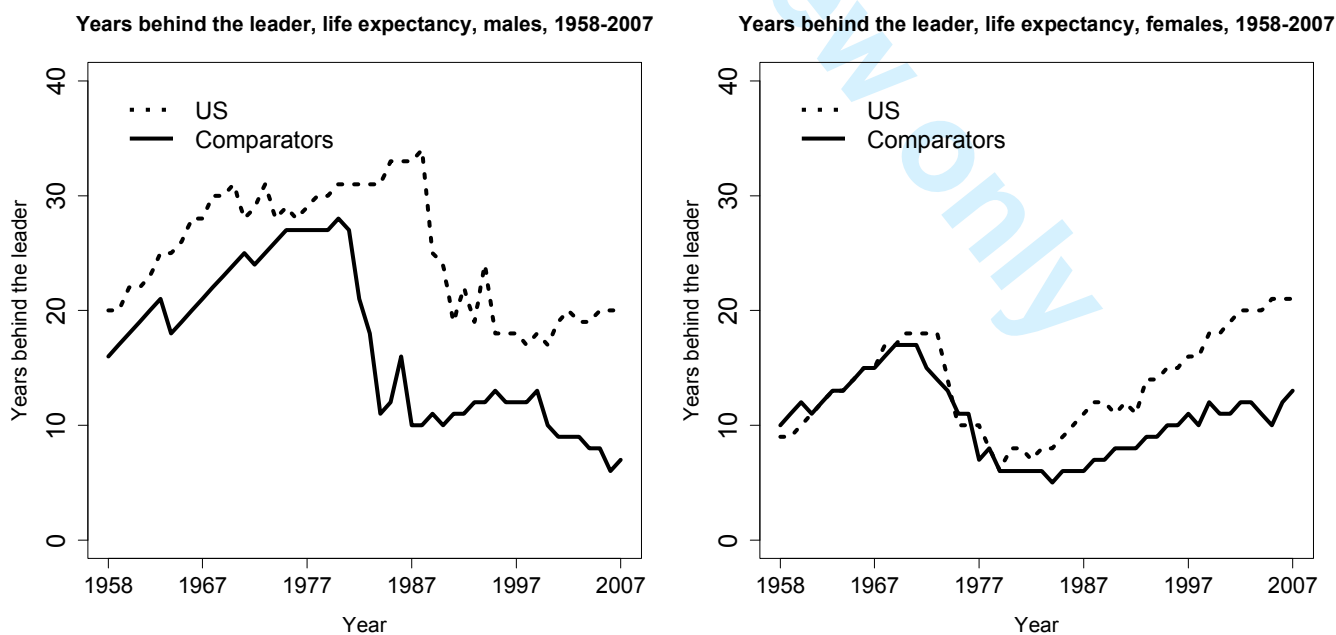 Years behind the leader, life expectancy, males, 1958-2007
Years behind the leader
40
30
20
10
0
US
Comparators
1958 1967 1977 1987 1997 2007
Year
Years behind the leader, life expectancy, females, 1958-2007
Years behind the leader
40
30
20
10
0
US
Comparators
1958 1967 1977 1987 1997 2007
Year
only